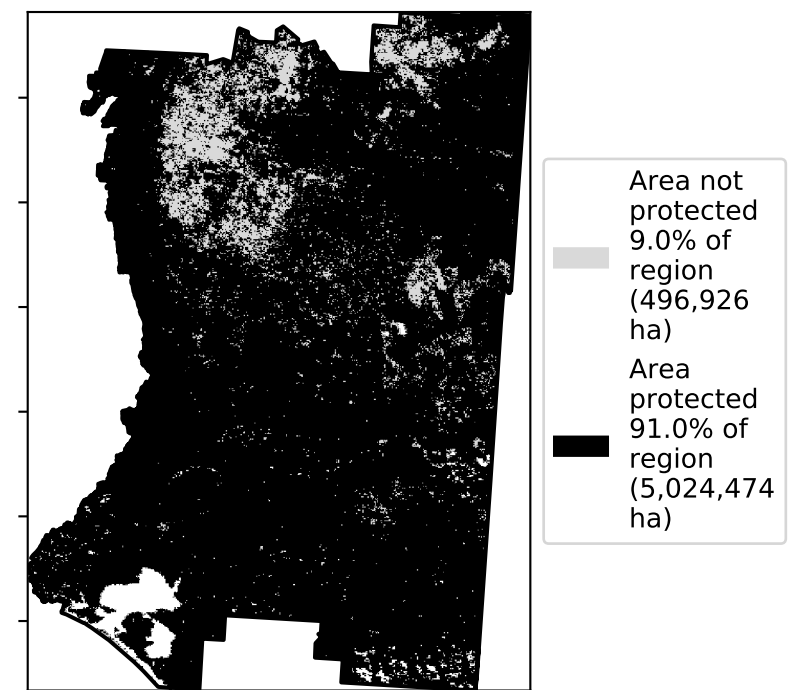 Area not
protected
9.0% of
region
(496,926
ha)
Area
protected
91.0% of
region
(5,024,474
ha)